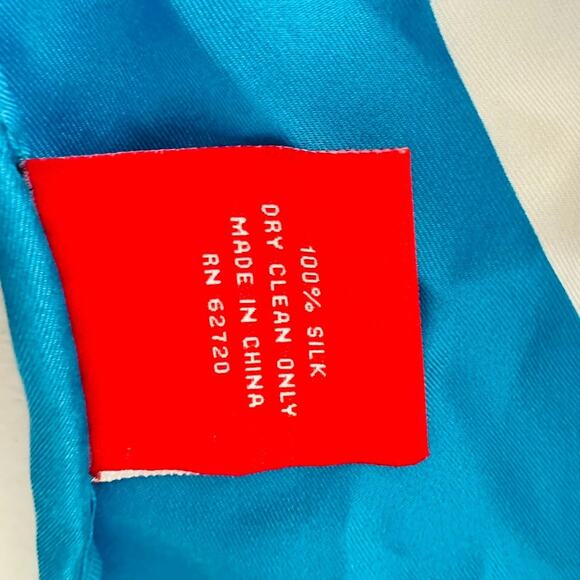 100% SILK
DRY CLEAN ONLY
MADE IN CHINA
RN 62720